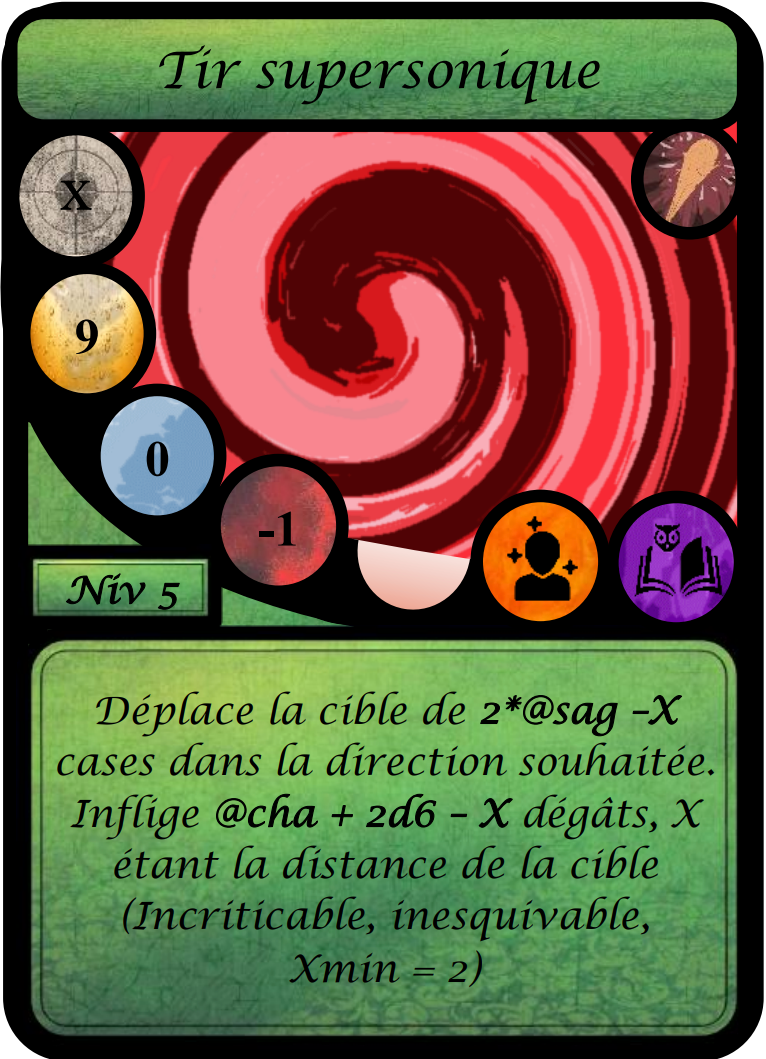 Tir supersonique
X
9
0
-1
Niv 5
Déplace la cible de 2*@sag –X
cases dans la direction souhaitée.
Inflige @cha + 2d6 – X dégâts, X
étant la distance de la cible
(Incriticable, inesquivable,
Xmin = 2)